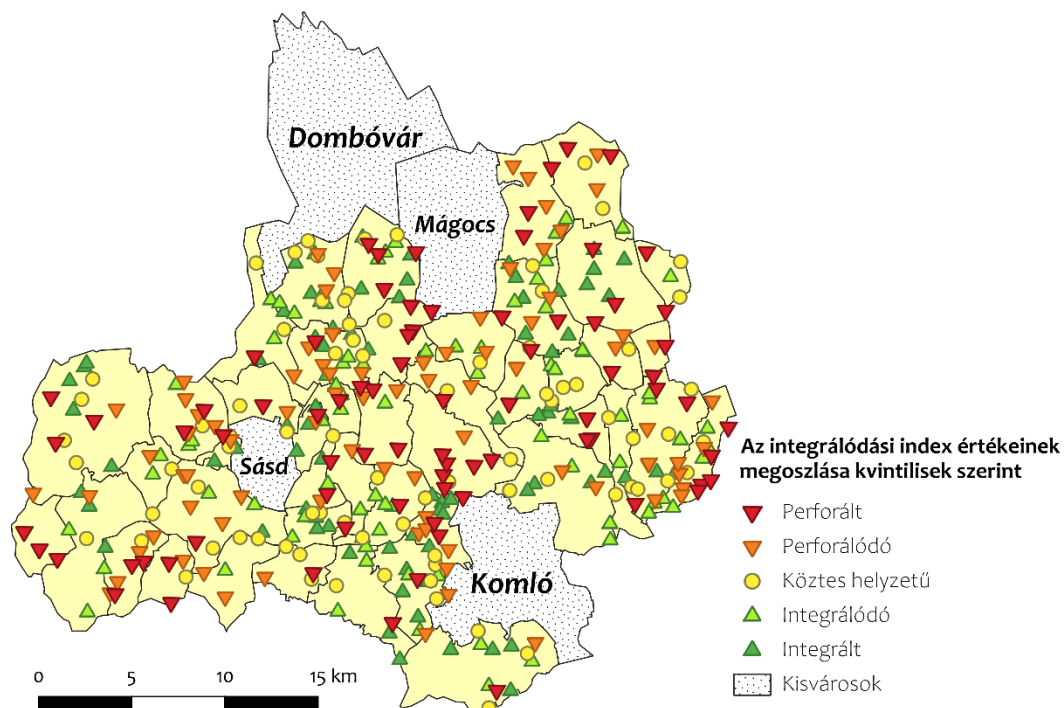 Dombóvár
Mágocs
Sásd
Komló
Az integrálódási index értékeinek
megoszlása kvintilisek szerint
Perforált
Perforálódó
Köztes helyzetű
Integrálódó
Integrált
Kisvárosok
0 5 10 15 km